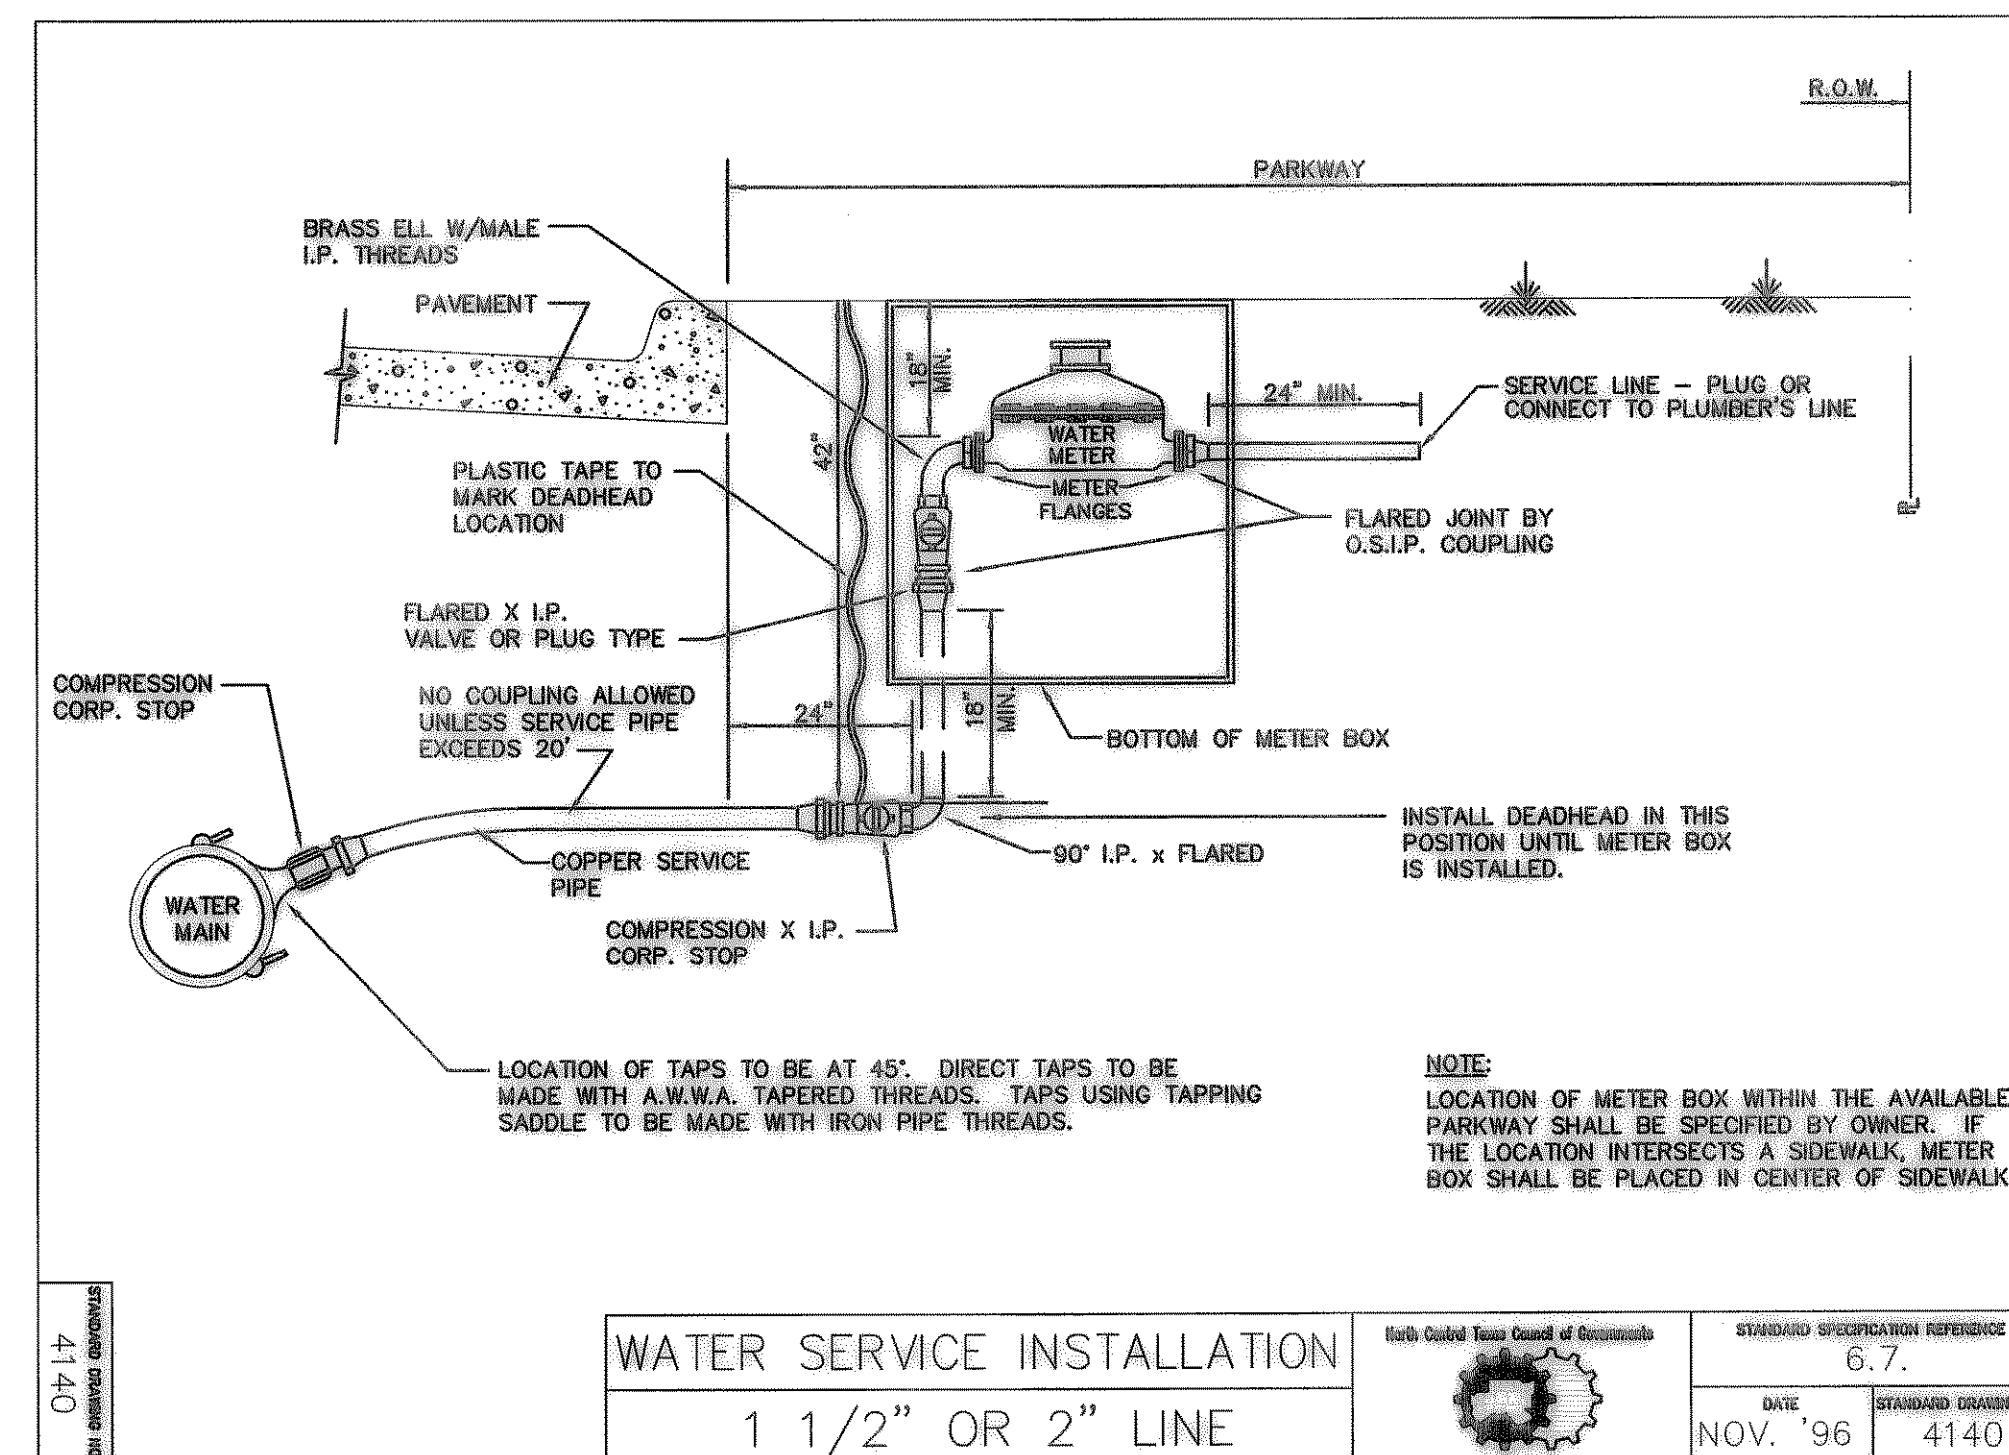 R.O.W.
PARKWAY
BRASS ELL W/MALE
I.P. THREADS
PAVEMENT
18"
MIN.
24" MIN.
SERVICE LINE – PLUG OR
CONNECT TO PLUMBER'S LINE
WATER
METER
METER
FLANGES
42"
PLASTIC TAPE TO
MARK DEADHEAD
LOCATION
PL
FLARED JOINT BY
O.S.I.P. COUPLING
FLARED X I.P.
VALVE OR PLUG TYPE
COMPRESSION
CORP. STOP
NO COUPLING ALLOWED
UNLESS SERVICE PIPE
EXCEEDS 20'
24"
18"
MIN.
BOTTOM OF METER BOX
INSTALL DEADHEAD IN THIS
POSITION UNTIL METER BOX
IS INSTALLED.
90° I.P. x FLARED
COPPER SERVICE
PIPE
WATER
MAIN
COMPRESSION X I.P.
CORP. STOP
LOCATION OF TAPS TO BE AT 45°. DIRECT TAPS TO BE
MADE WITH A.W.W.A. TAPERED THREADS. TAPS USING TAPPING
SADDLE TO BE MADE WITH IRON PIPE THREADS.
NOTE:
LOCATION OF METER BOX WITHIN THE AVAILABLE
PARKWAY SHALL BE SPECIFIED BY OWNER. IF
THE LOCATION INTERSECTS A SIDEWALK, METER
BOX SHALL BE PLACED IN CENTER OF SIDEWALK
STANDARD DRAWING NO
4140
WATER SERVICE INSTALLATION
1 1/2" OR 2" LINE
North Central Texas Council of Governments
STANDARD SPECIFICATION REFERENCE
6.7.
DATE
NOV. '96
STANDARD DRAWIN
4140